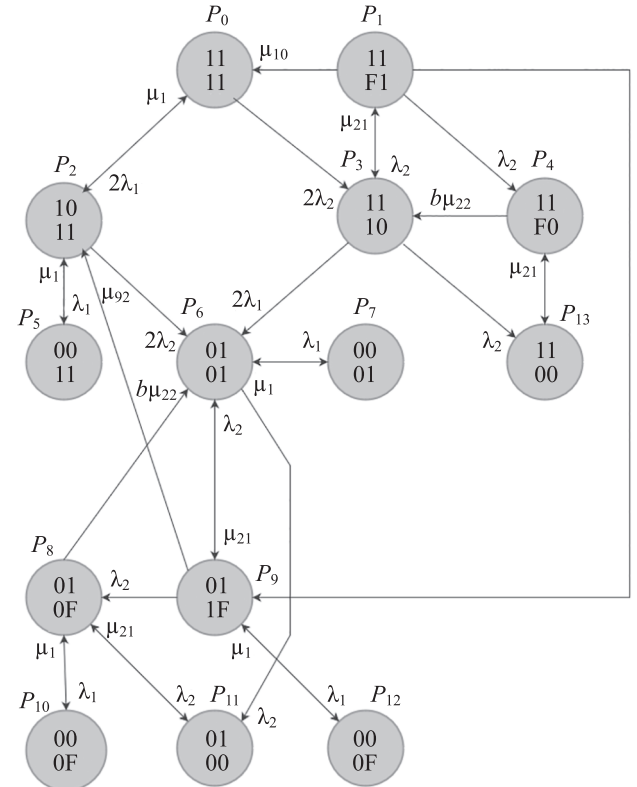 P₀ P₁
11
11
μ₁₀
11
F1
μ₁
μ₂₁
P₂
2λ₁
P₃
λ₂
λ₂
P₄
10
11
2λ₂
11
10
bμ₂₂
11
F0
μ₁
λ₁
μ₉₂
μ₂₁
P₅
P₆
2λ₁
P₇
P₁₃
00
11
2λ₂
01
01
λ₁
μ₁
00
01
λ₂
11
00
bμ₂₂
λ₂
μ₂₁
P₈
P₉
01
0F
λ₂
01
1F
μ₁
μ₂₁
μ₁
P₁₀
λ₁
λ₂
P₁₁
λ₂
λ₁
P₁₂
00
0F
01
00
00
0F